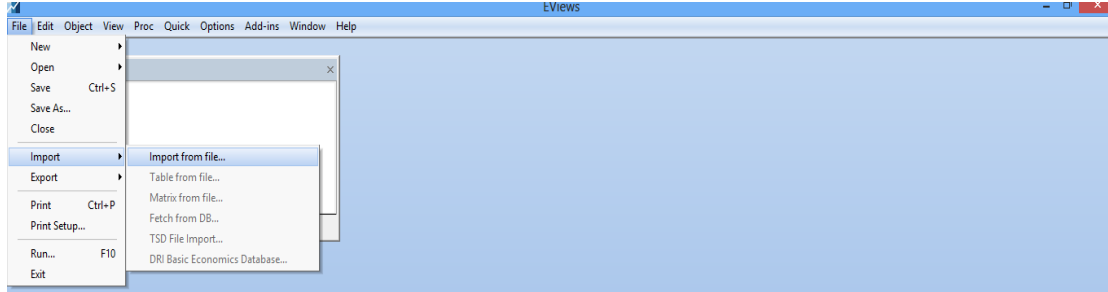 EViews
File Edit Object View Proc Quick Options Add-ins Window Help
New
Open
Save Ctrl+S
Save As...
Close
Import
Export
Print Ctrl+P
Print Setup...
Run... F10
Exit
Import from file...
Table from file...
Matrix from file...
Fetch from DB...
TSD File Import...
DRI Basic Economics Database...